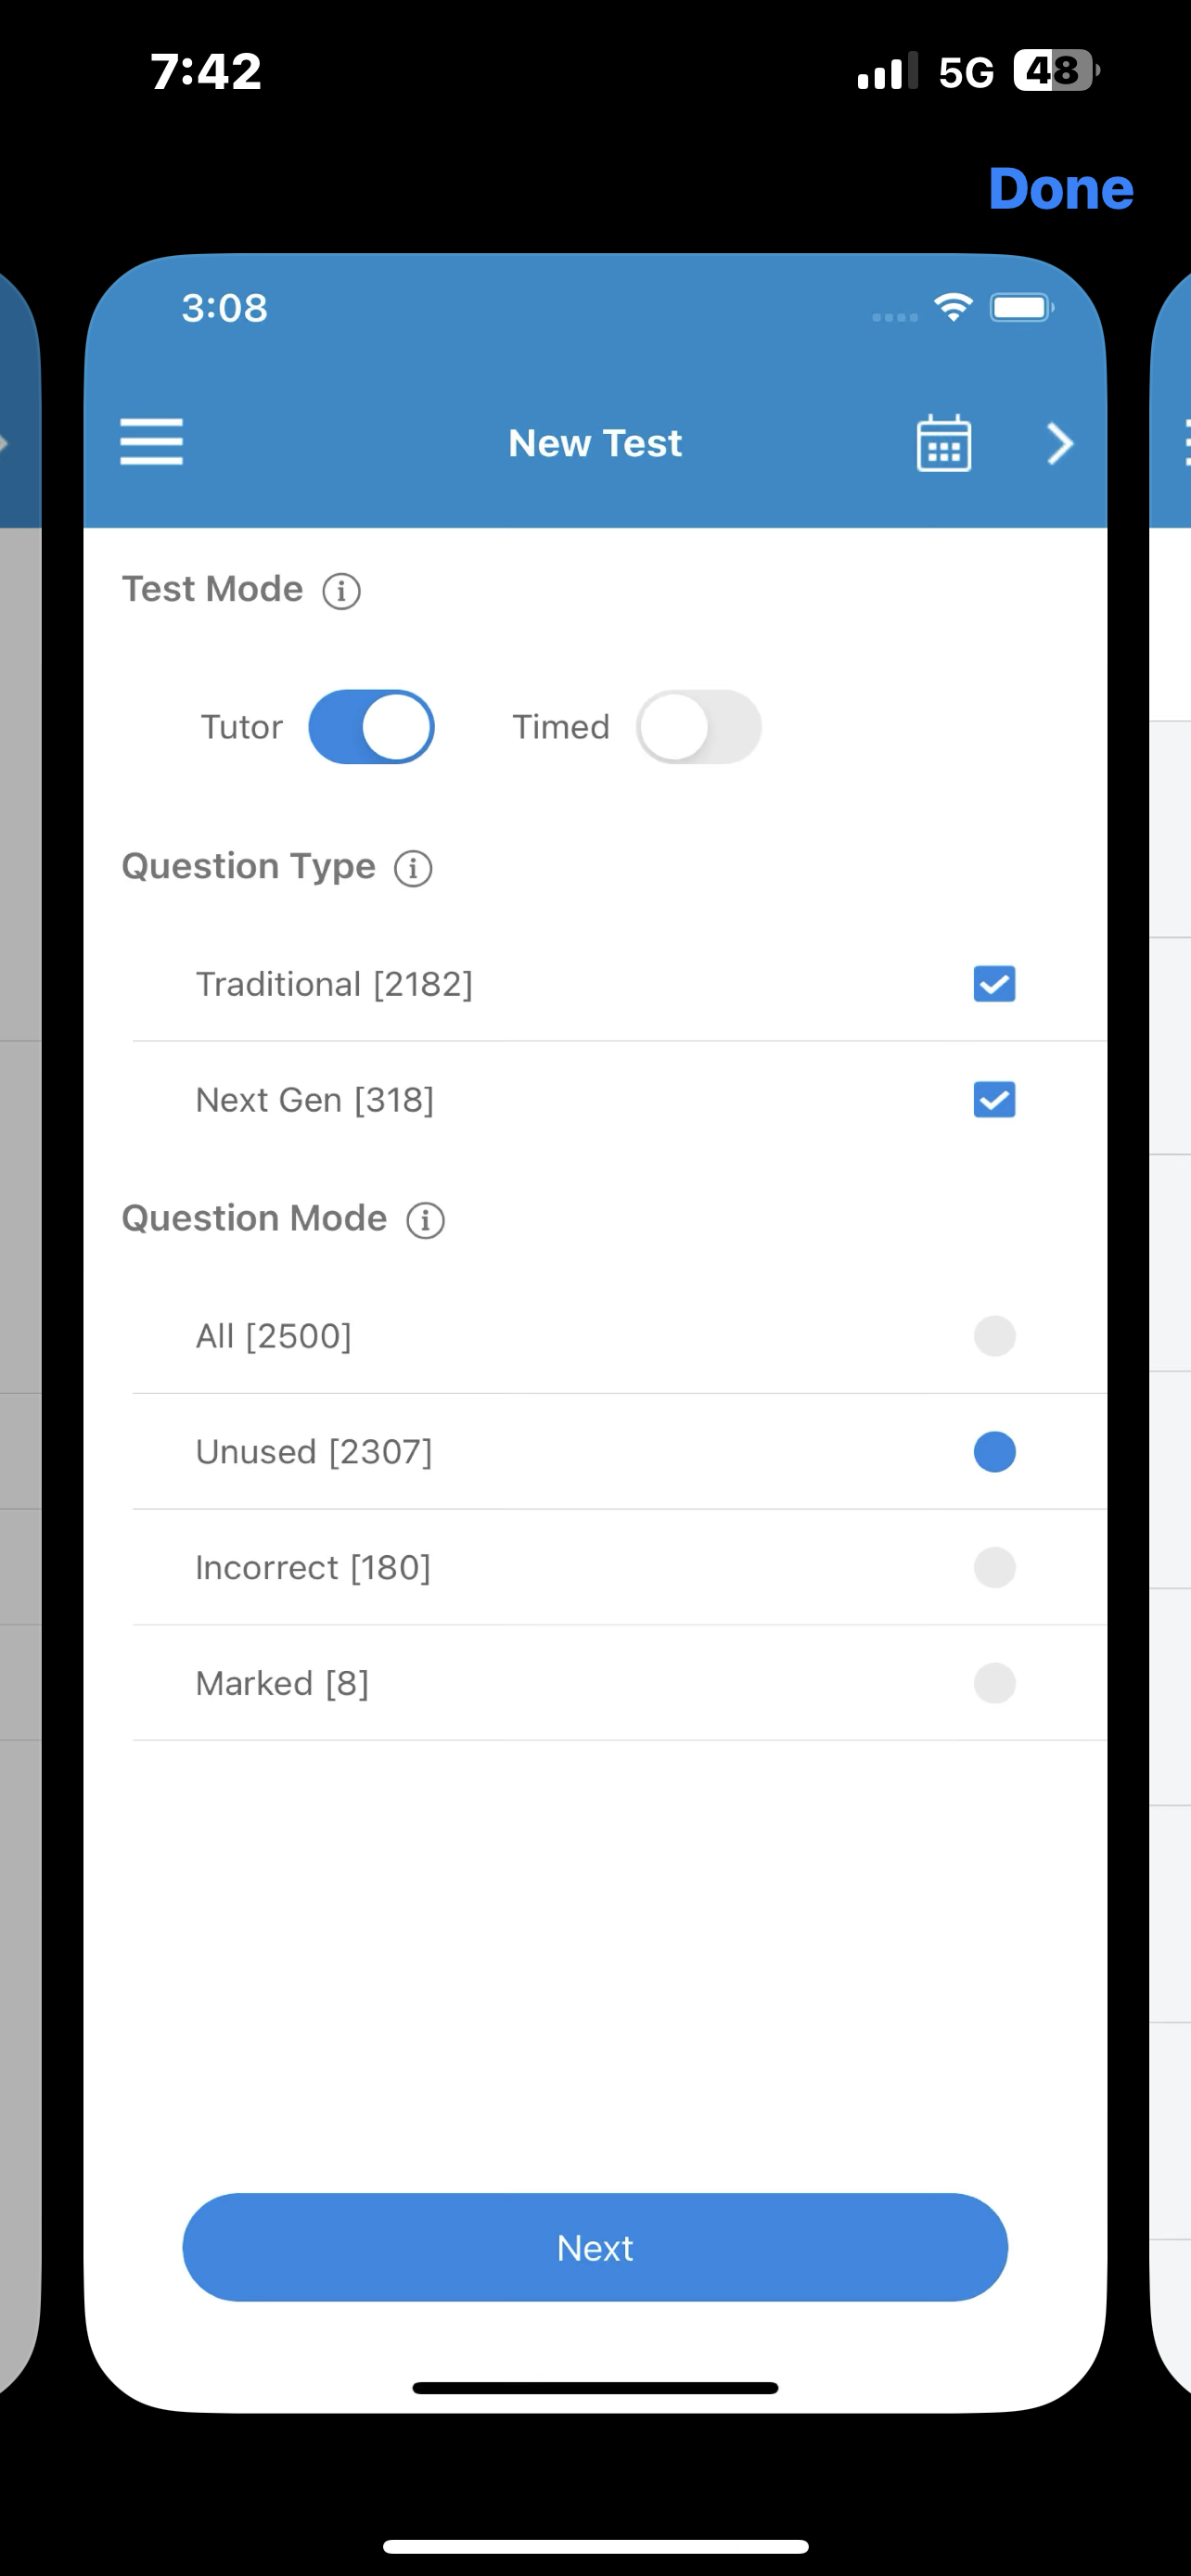 7:42 5G 48
Done
3:08
New Test
Test Mode
Tutor Timed
Question Type
Traditional [2182]
Next Gen [318]
Question Mode
All [2500]
Unused [2307]
Incorrect [180]
Marked [8]
Next